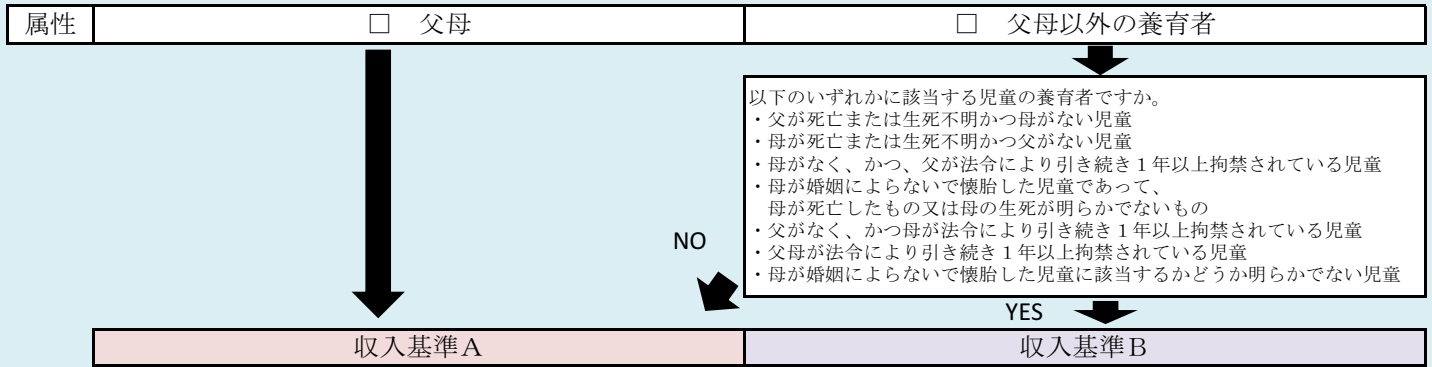 属性
□ 父母
□ 父母以外の養育者
以下のいずれかに該当する児童の養育者ですか。
・父が死亡または生死不明かつ母がない児童
・母が死亡または生死不明かつ父がない児童
・母がなく、かつ、父が法令により引き続き１年以上拘禁されている児童
・母が婚姻によらないで懐胎した児童であって、
母が死亡したもの又は母の生死が明らかでないもの
・父がなく、かつ母が法令により引き続き１年以上拘禁されている児童
・父母が法令により引き続き１年以上拘禁されている児童
・母が婚姻によらないで懐胎した児童に該当するかどうか明らかでない児童
NO
YES
収入基準Ａ
収入基準Ｂ